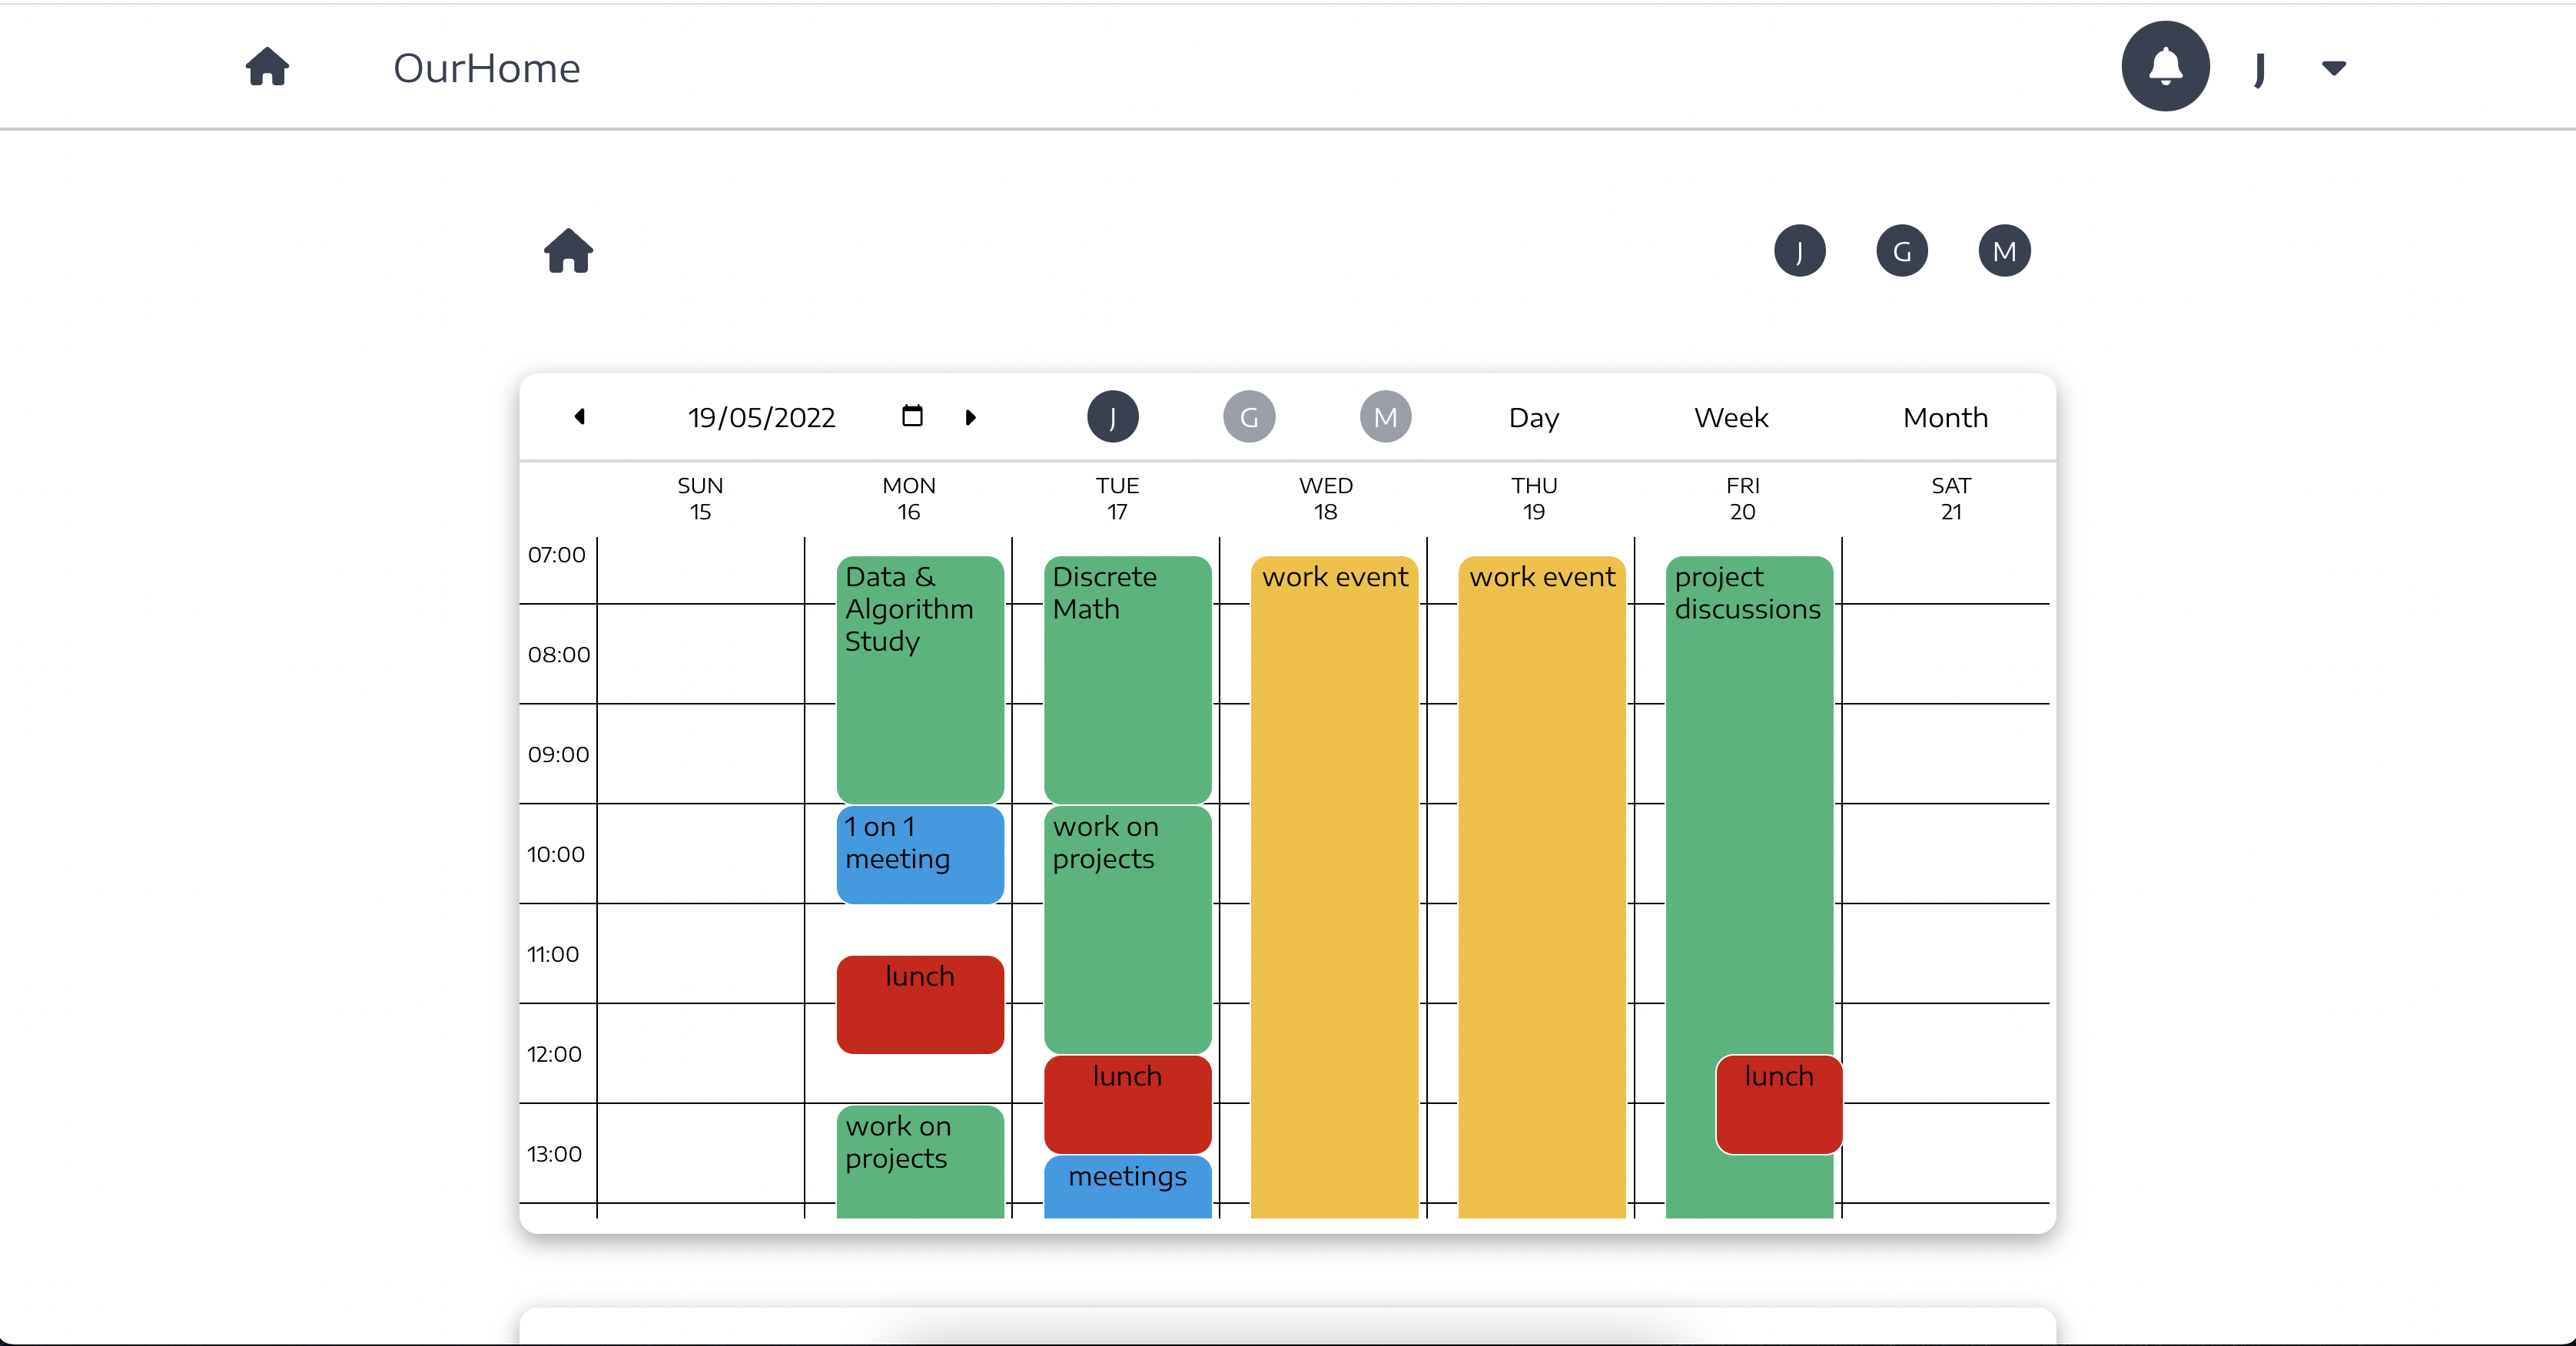 OurHome
J
J G M
19/05/2022 J G M Day Week Month
SUN MON TUE WED THU FRI SAT
15 16 17 18 19 20 21
07:00
08:00
09:00
10:00
11:00
12:00
13:00
Data &
Algorithm
Study
1 on 1
meeting
lunch
work on
projects
Discrete
Math
work on
projects
lunch
meetings
work event
work event
project
discussions
lunch